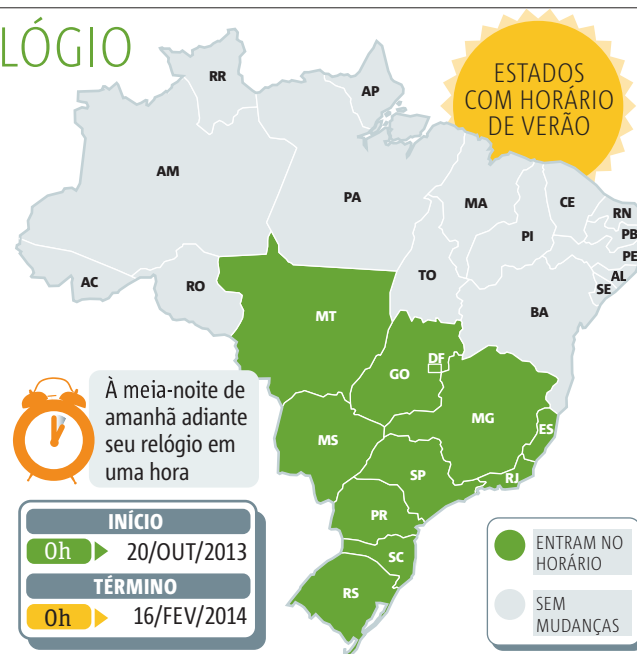 LÓGIO
ESTADOS
COM HORÁRIO
DE VERÃO
RR
AP
AM
PA
MA
CE
RN
PB
PI
PE
AL
SE
TO
AC
RO
BA
MT
DF
GO
MG
ES
MS
SP
RJ
PR
SC
RS
À meia-noite de
amanhã adiante
seu relógio em
uma hora
INÍCIO
0h 20/OUT/2013
TÉRMINO
0h 16/FEV/2014
ENTRAM NO
HORÁRIO
SEM
MUDANÇAS